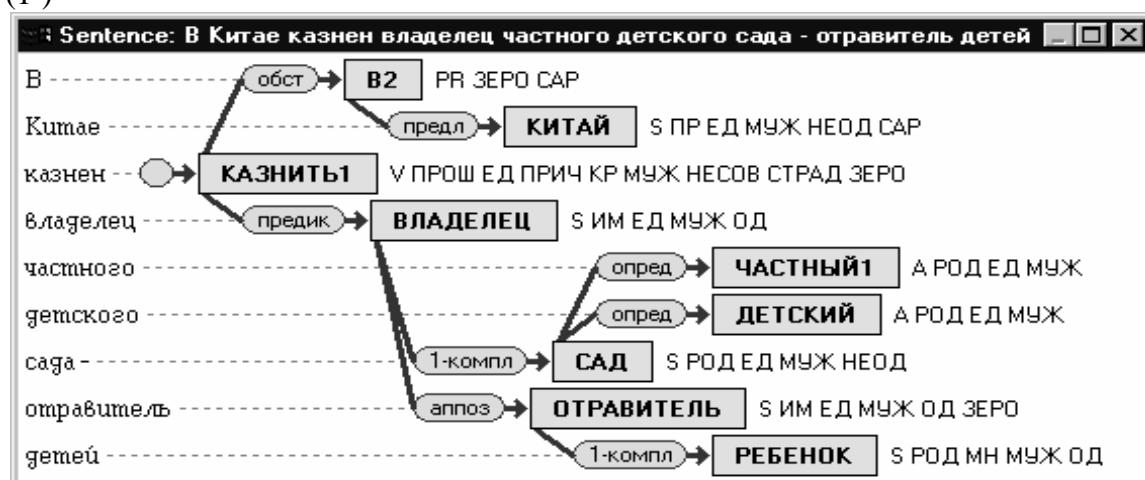 Sentence: В Китае казнен владелец частного детского сада - отравитель детей
В обст В2 PR ЗЕРО CAP
Китае предл КИТАЙ S ПР ЕД МУЖ НЕОД CAP
казнен КАЗНИТЬ1 V ПРОШ ЕД ПРИЧ КР МУЖ НЕСОВ СТРАД ЗЕРО
владелец предик ВЛАДЕЛЕЦ S ИМ ЕД МУЖ ОД
частного опред ЧАСТНЫЙ1 A РОД ЕД МУЖ
детского опред ДЕТСКИЙ A РОД ЕД МУЖ
сада - 1-компл САД S РОД ЕД МУЖ НЕОД
отравитель аппоз ОТРАВИТЕЛЬ S ИМ ЕД МУЖ ОД ЗЕРО
детей 1-компл РЕБЕНОК S РОД МН МУЖ ОД